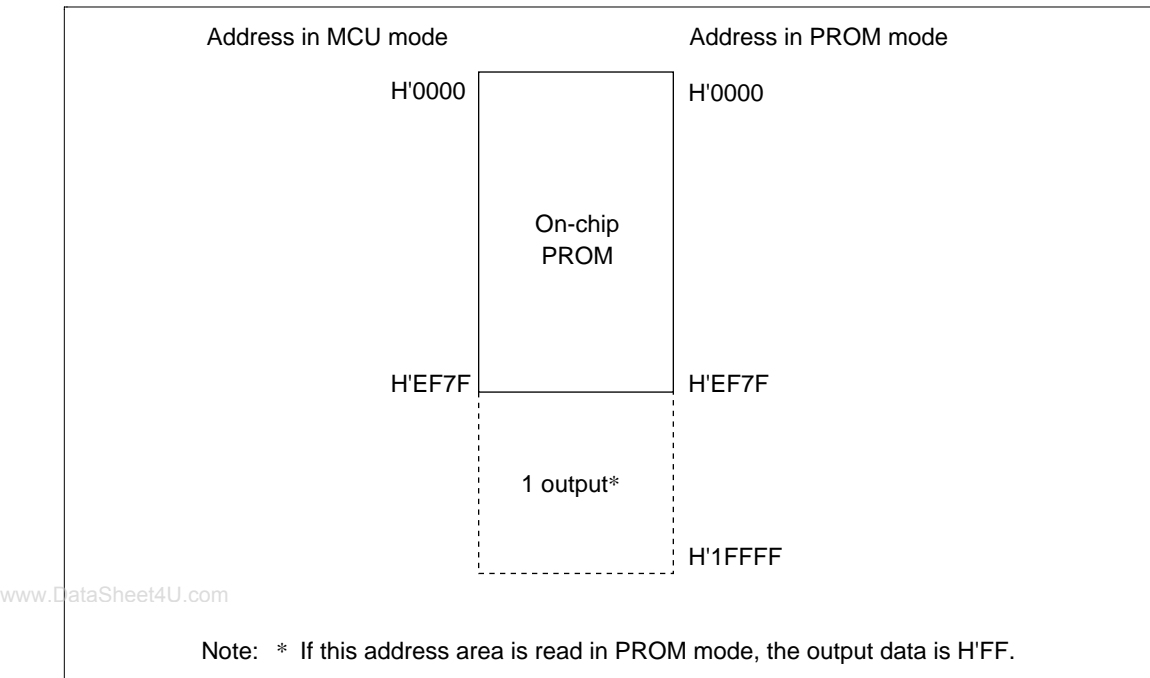 Address in MCU mode Address in PROM mode
H'0000 H'0000
On-chip
PROM
H'EF7F H'EF7F
1 output*
H'1FFFF
www.DataSheet4U.com
Note: * If this address area is read in PROM mode, the output data is H'FF.